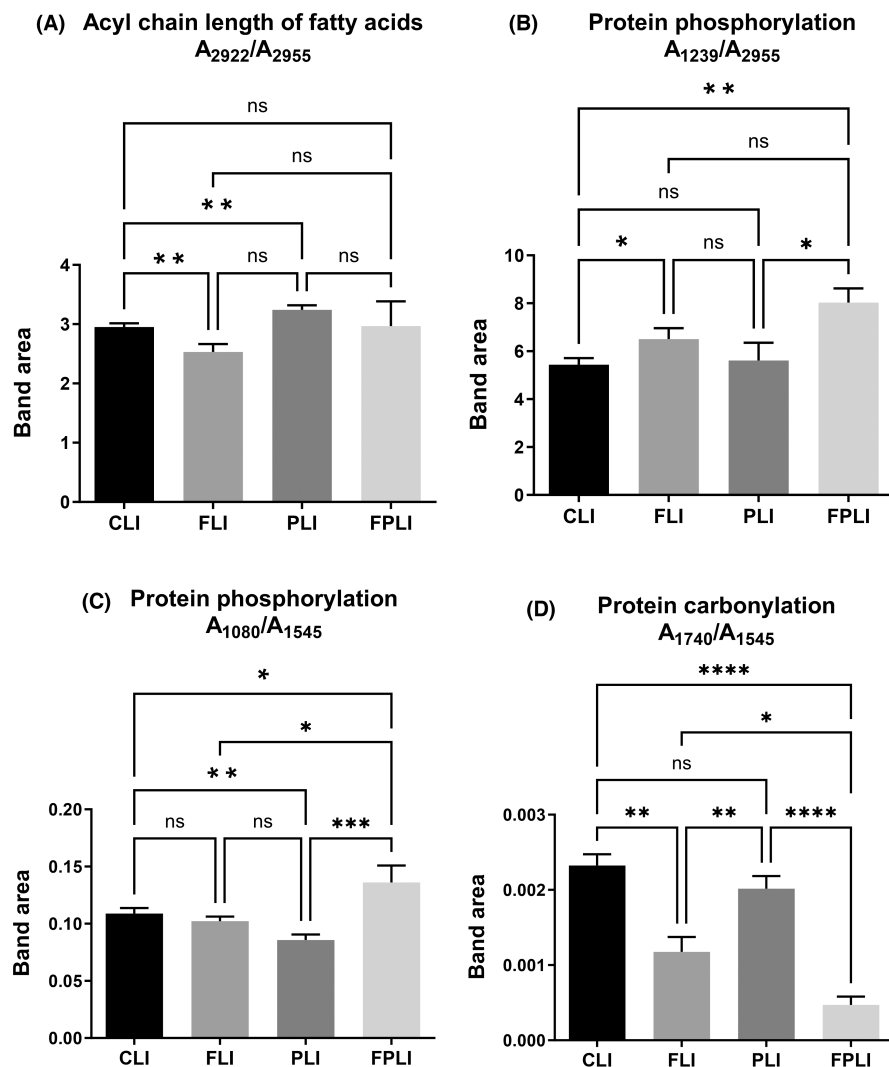 (A) Acyl chain length of fatty acids
A2922/A2955
ns
ns
**
**
ns
ns
4
3
2
1
0
Band area
CLI FLI PLI FPLI
(B) Protein phosphorylation
A1239/A2955
**
ns
ns
*
ns
*
10
8
6
4
2
0
Band area
CLI FLI PLI FPLI
(C) Protein phosphorylation
A1080/A1545
*
*
**
ns
ns
***
0.20
0.15
0.10
0.05
0.00
Band area
CLI FLI PLI FPLI
(D) Protein carbonylation
A1740/A1545
****
*
ns
**
**
****
0.003
0.002
0.001
0.000
Band area
CLI FLI PLI FPLI